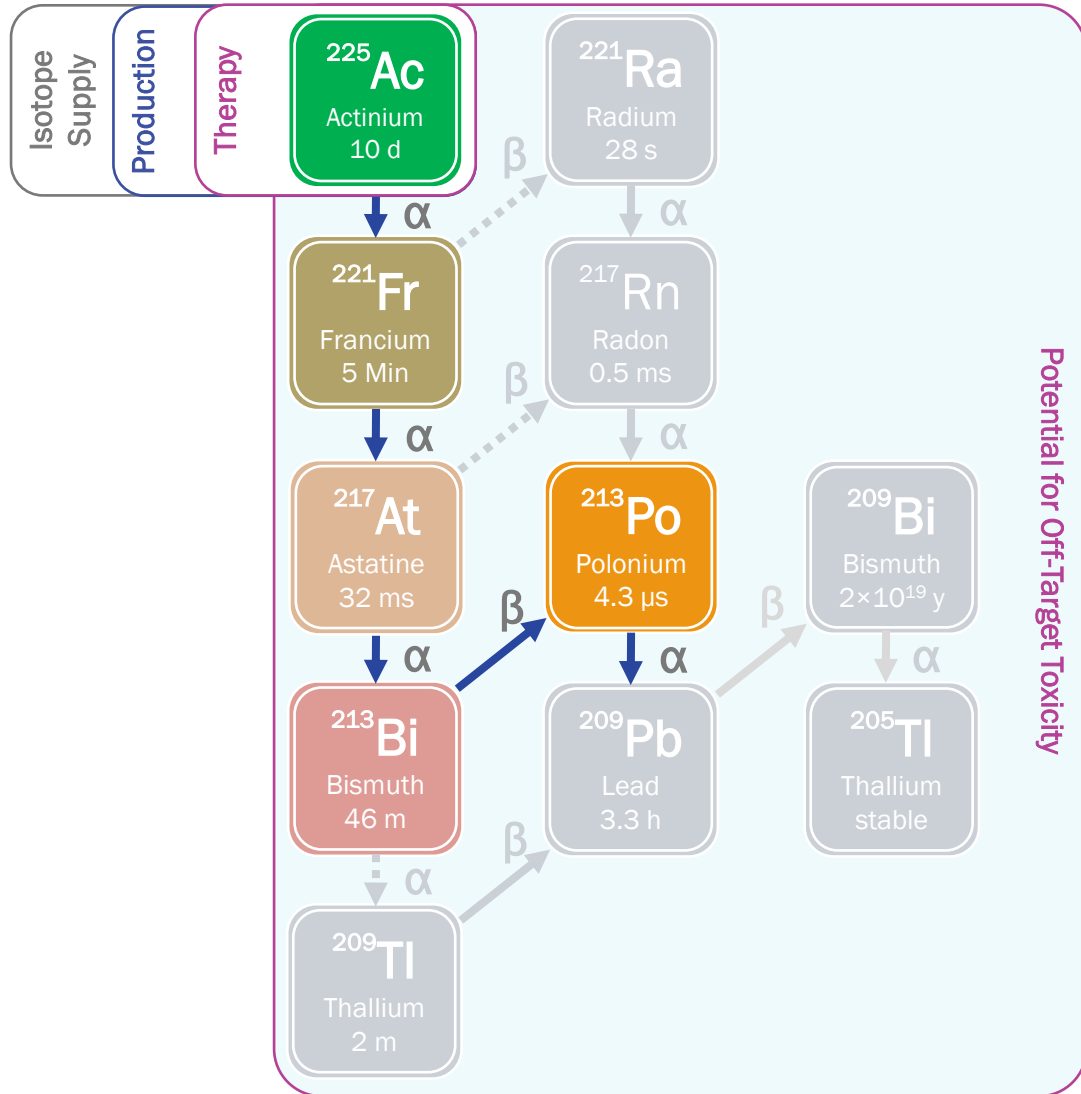 Isotope
Supply
Production
Therapy
²²⁵Ac
Actinium
10 d
²²¹Ra
Radium
28 s
β
α
α
²²¹Fr
Francium
5 Min
²¹⁷Rn
Radon
0.5 ms
β
α
α
²¹⁷At
Astatine
32 ms
²¹³Po
Polonium
4.3 µs
²⁰⁹Bi
Bismuth
2×10¹⁹ y
β
β
α
α
α
²¹³Bi
Bismuth
46 m
²⁰⁹Pb
Lead
3.3 h
²⁰⁵Tl
Thallium
stable
β
α
²⁰⁹Tl
Thallium
2 m
Potential for Off-Target Toxicity